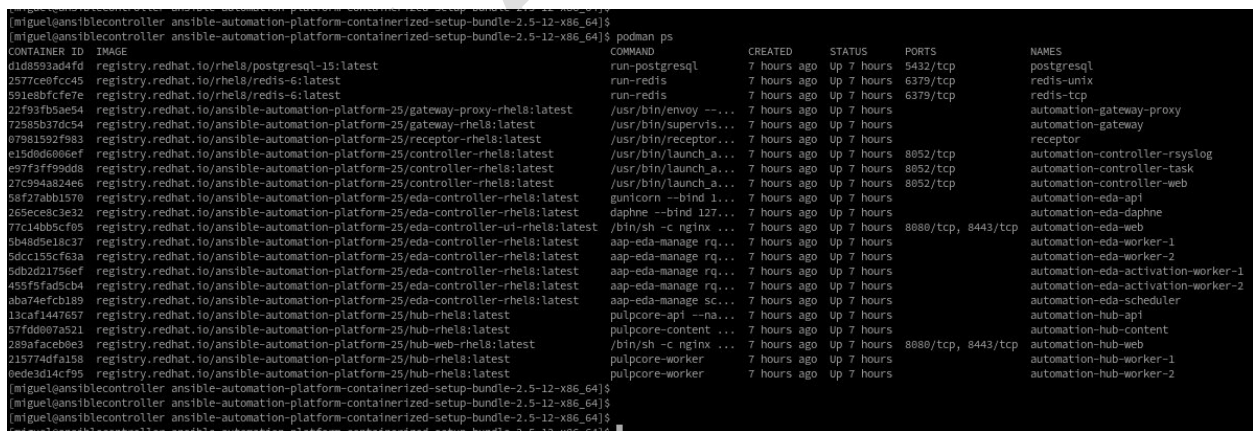 [miguel@ansiblecontroller ansible-automation-platform-containerized-setup-bundle-2.5-12-x86_64]$
[miguel@ansiblecontroller ansible-automation-platform-containerized-setup-bundle-2.5-12-x86_64]$
[miguel@ansiblecontroller ansible-automation-platform-containerized-setup-bundle-2.5-12-x86_64]$ podman ps
CONTAINER ID IMAGE COMMAND CREATED STATUS PORTS NAMES
d1d8593ad4fd registry.redhat.io/rhel8/postgresql-15:latest run-postgresql 7 hours ago Up 7 hours 5432/tcp postgresql
2577ce0fcc45 registry.redhat.io/rhel8/redis-6:latest run-redis 7 hours ago Up 7 hours 6379/tcp redis-unix
591e8bfcfe7e registry.redhat.io/rhel8/redis-6:latest run-redis 7 hours ago Up 7 hours 6379/tcp redis-tcp
22f93fb5ae54 registry.redhat.io/ansible-automation-platform-25/gateway-proxy-rhel8:latest /usr/bin/envoy --... 7 hours ago Up 7 hours automation-gateway-proxy
72585b37dc54 registry.redhat.io/ansible-automation-platform-25/gateway-rhel8:latest /usr/bin/supervis... 7 hours ago Up 7 hours automation-gateway
07981592f983 registry.redhat.io/ansible-automation-platform-25/receptor-rhel8:latest /usr/bin/receptor... 7 hours ago Up 7 hours receptor
e15d0d6006ef registry.redhat.io/ansible-automation-platform-25/controller-rhel8:latest /usr/bin/launch_a... 7 hours ago Up 7 hours 8052/tcp automation-controller-rsyslog
e97f3ff99dd8 registry.redhat.io/ansible-automation-platform-25/controller-rhel8:latest /usr/bin/launch_a... 7 hours ago Up 7 hours 8052/tcp automation-controller-task
27c994a824e6 registry.redhat.io/ansible-automation-platform-25/controller-rhel8:latest /usr/bin/launch_a... 7 hours ago Up 7 hours 8052/tcp automation-controller-web
58f27abb1570 registry.redhat.io/ansible-automation-platform-25/eda-controller-rhel8:latest gunicorn --bind 1... 7 hours ago Up 7 hours automation-eda-api
265ece8c3e32 registry.redhat.io/ansible-automation-platform-25/eda-controller-rhel8:latest daphne --bind 127... 7 hours ago Up 7 hours automation-eda-daphne
77c14bb5cf05 registry.redhat.io/ansible-automation-platform-25/eda-controller-ui-rhel8:latest /bin/sh -c nginx ... 7 hours ago Up 7 hours 8080/tcp, 8443/tcp automation-eda-web
5b48d5e18c37 registry.redhat.io/ansible-automation-platform-25/eda-controller-rhel8:latest aap-eda-manage rq... 7 hours ago Up 7 hours automation-eda-worker-1
5dcc155cf63a registry.redhat.io/ansible-automation-platform-25/eda-controller-rhel8:latest aap-eda-manage rq... 7 hours ago Up 7 hours automation-eda-worker-2
5db2d21756ef registry.redhat.io/ansible-automation-platform-25/eda-controller-rhel8:latest aap-eda-manage rq... 7 hours ago Up 7 hours automation-eda-activation-worker-1
455f5fad5cb4 registry.redhat.io/ansible-automation-platform-25/eda-controller-rhel8:latest aap-eda-manage rq... 7 hours ago Up 7 hours automation-eda-activation-worker-2
aba74efcb189 registry.redhat.io/ansible-automation-platform-25/eda-controller-rhel8:latest aap-eda-manage sc... 7 hours ago Up 7 hours automation-eda-scheduler
13caf1447657 registry.redhat.io/ansible-automation-platform-25/hub-rhel8:latest pulpcore-api --na... 7 hours ago Up 7 hours automation-hub-api
57fdd007a521 registry.redhat.io/ansible-automation-platform-25/hub-rhel8:latest pulpcore-content ... 7 hours ago Up 7 hours automation-hub-content
289afaceb0e3 registry.redhat.io/ansible-automation-platform-25/hub-web-rhel8:latest /bin/sh -c nginx ... 7 hours ago Up 7 hours 8080/tcp, 8443/tcp automation-hub-web
215774dfa158 registry.redhat.io/ansible-automation-platform-25/hub-rhel8:latest pulpcore-worker 7 hours ago Up 7 hours automation-hub-worker-1
0ede3d14cf95 registry.redhat.io/ansible-automation-platform-25/hub-rhel8:latest pulpcore-worker 7 hours ago Up 7 hours automation-hub-worker-2
[miguel@ansiblecontroller ansible-automation-platform-containerized-setup-bundle-2.5-12-x86_64]$
[miguel@ansiblecontroller ansible-automation-platform-containerized-setup-bundle-2.5-12-x86_64]$
[miguel@ansiblecontroller ansible-automation-platform-containerized-setup-bundle-2.5-12-x86_64]$